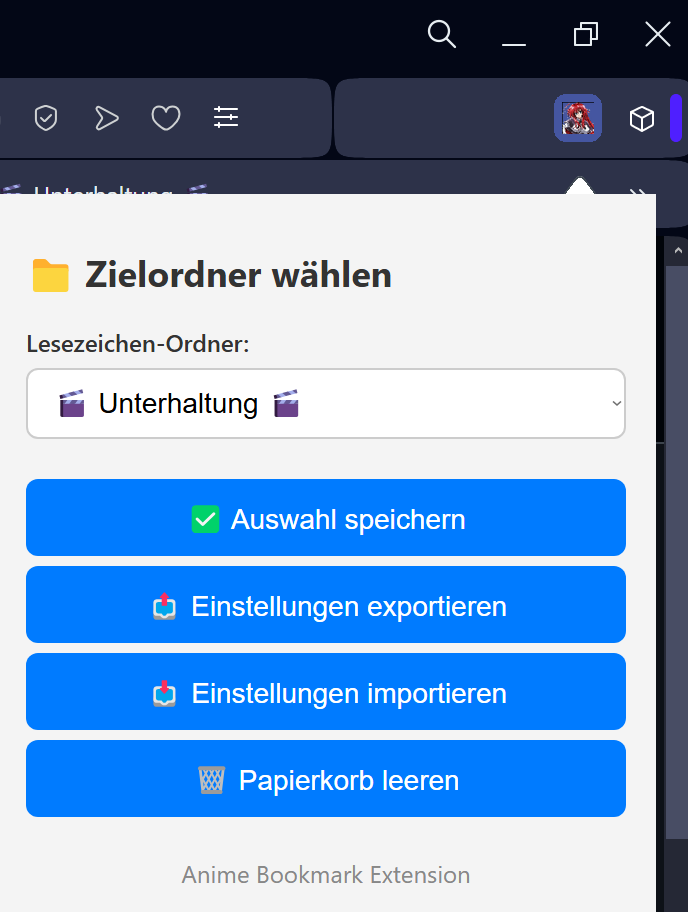 Unterhaltung
Zielordner wählen
Lesezeichen-Ordner:
Unterhaltung
Auswahl speichern
Einstellungen exportieren
Einstellungen importieren
Papierkorb leeren
Anime Bookmark Extension